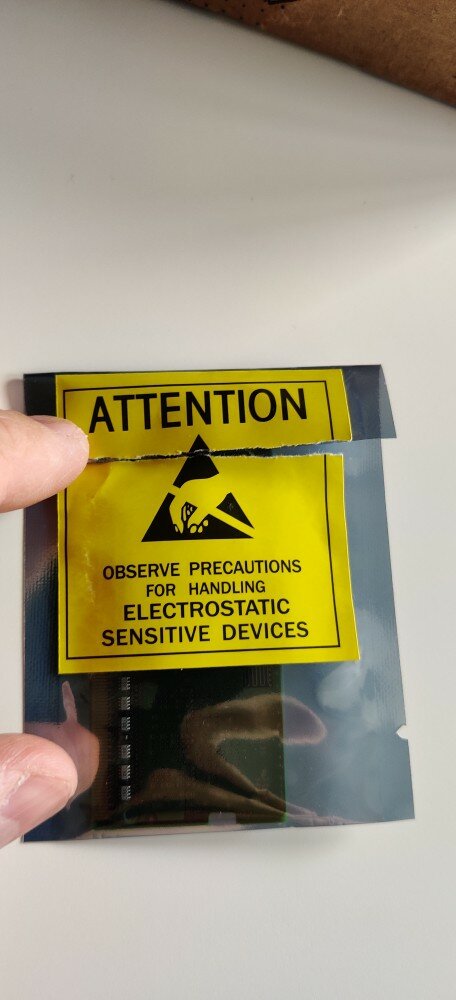 ATTENTION
OBSERVE PRECAUTIONS
FOR HANDLING
ELECTROSTATIC
SENSITIVE DEVICES